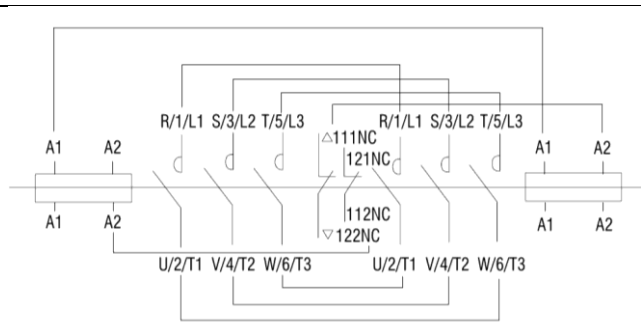 R/1/L1 S/3/L2 T/5/L3 △111NC R/1/L1 S/3/L2 T/5/L3
A1 A2 121NC A1 A2
A1 A2 112NC A1 A2
▽122NC
U/2/T1 V/4/T2 W/6/T3 U/2/T1 V/4/T2 W/6/T3